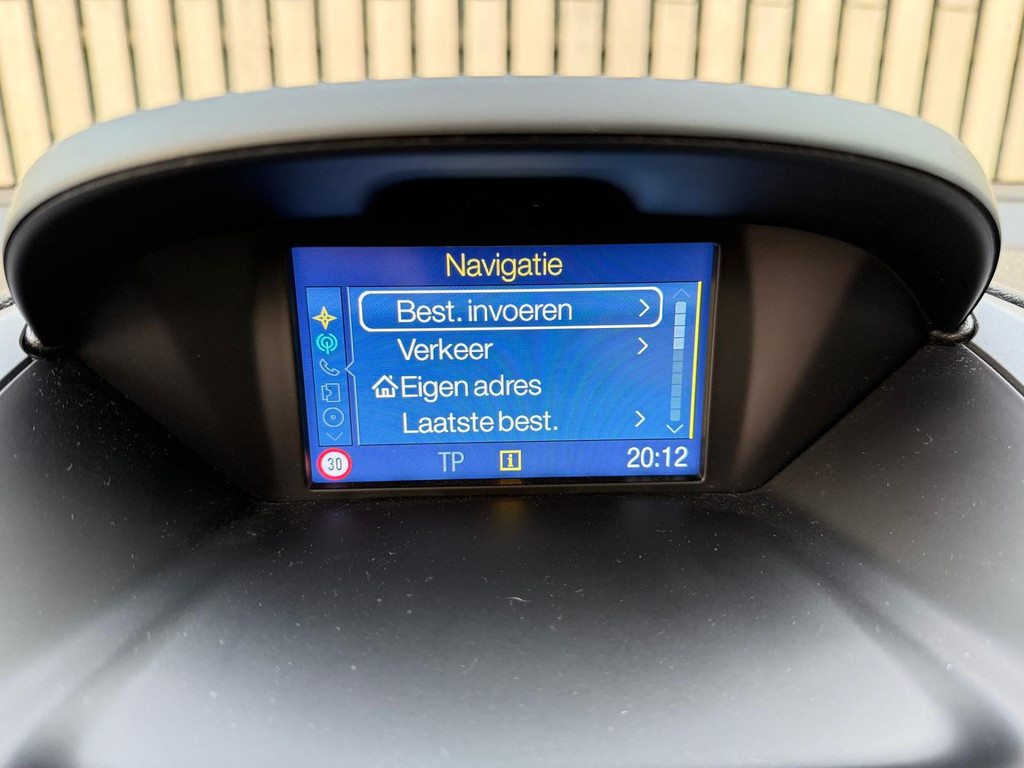 Navigatie
Best. invoeren
Verkeer
Eigen adres
Laatste best.
30 TP i 20:12